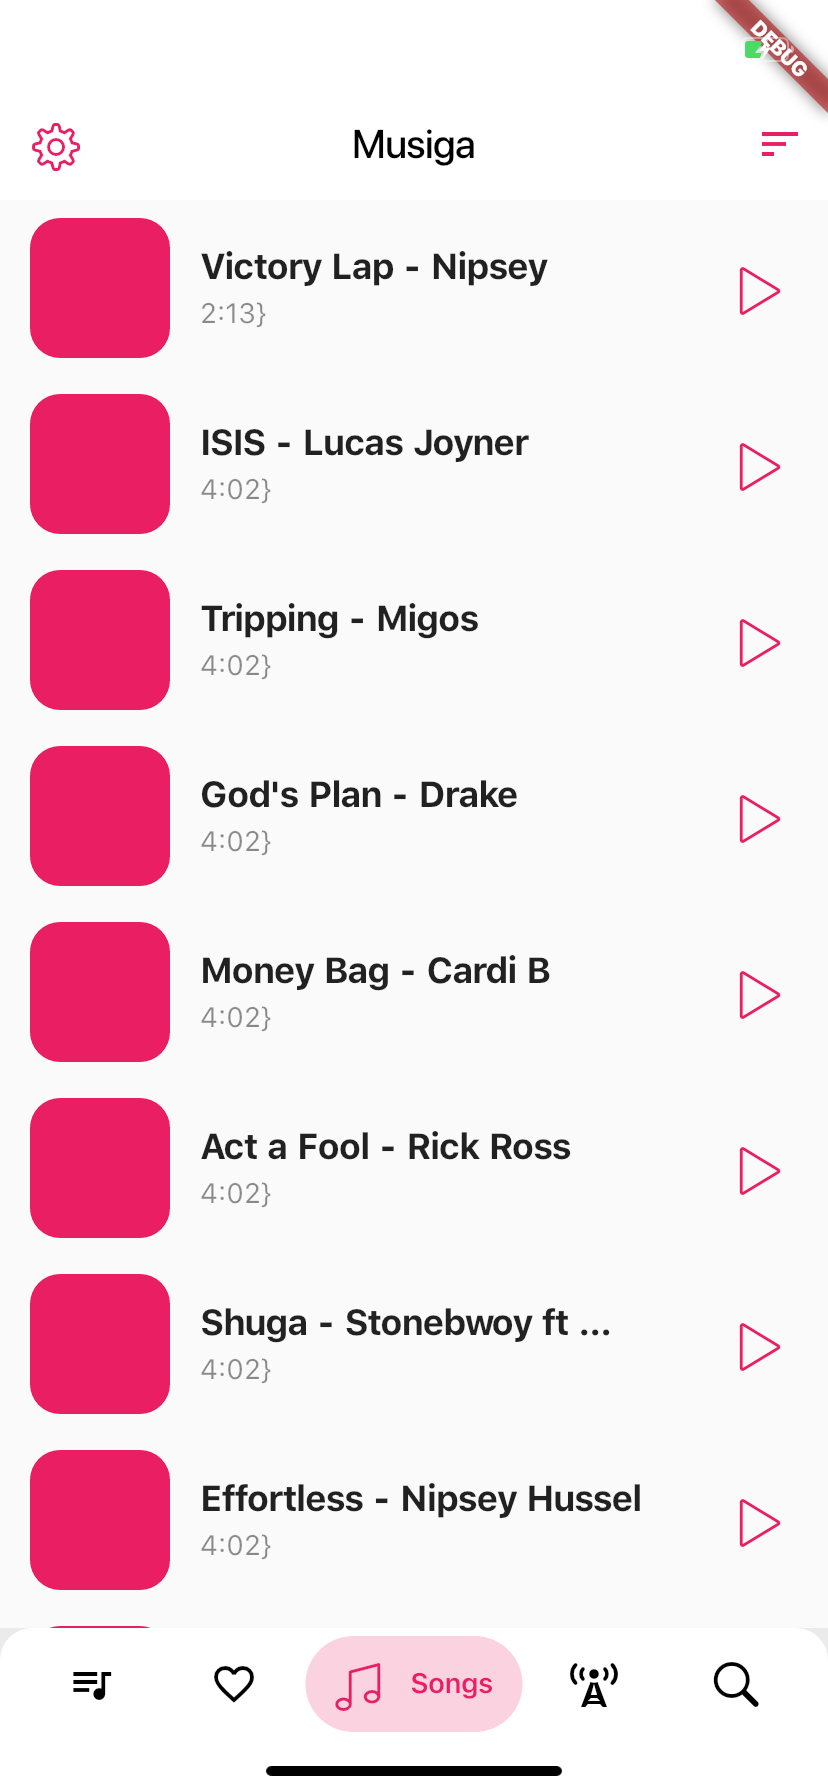 DEBUG
Musiga
Victory Lap - Nipsey
2:13}
ISIS - Lucas Joyner
4:02}
Tripping - Migos
4:02}
God's Plan - Drake
4:02}
Money Bag - Cardi B
4:02}
Act a Fool - Rick Ross
4:02}
Shuga - Stonebwoy ft ...
4:02}
Effortless - Nipsey Hussel
4:02}
Songs